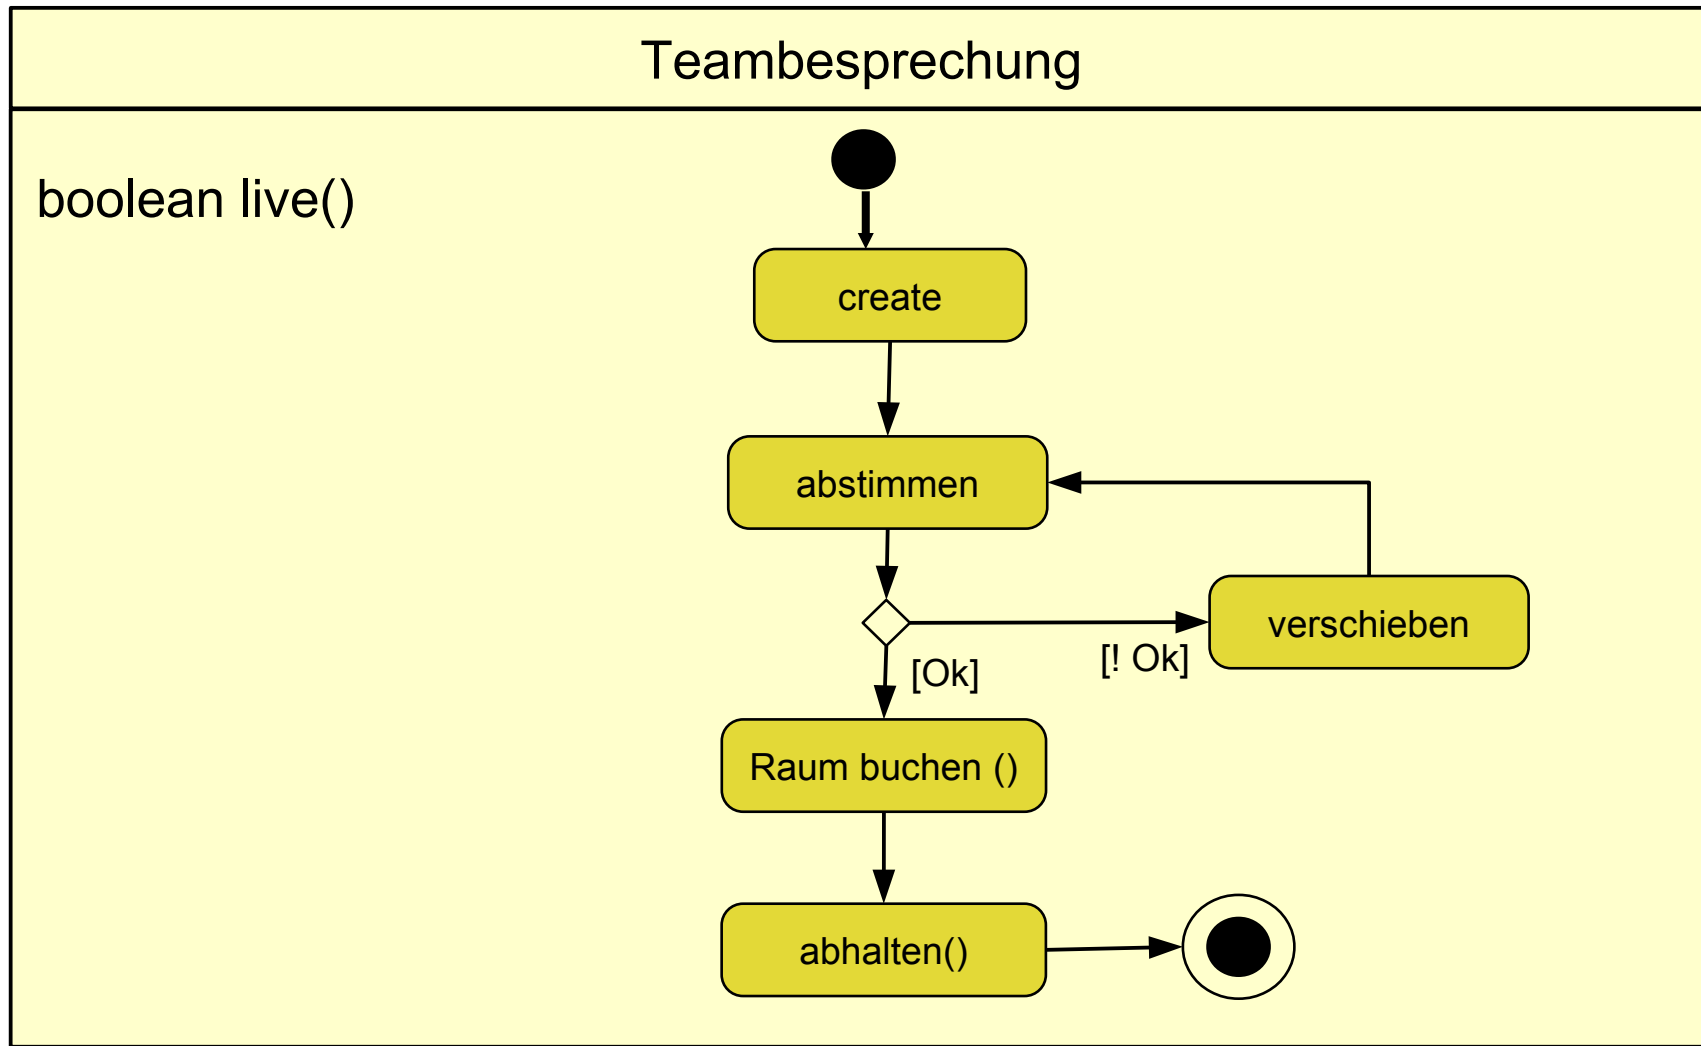 Teambesprechung
boolean live()
create
abstimmen
verschieben
[! Ok]
[Ok]
Raum buchen ()
abhalten()